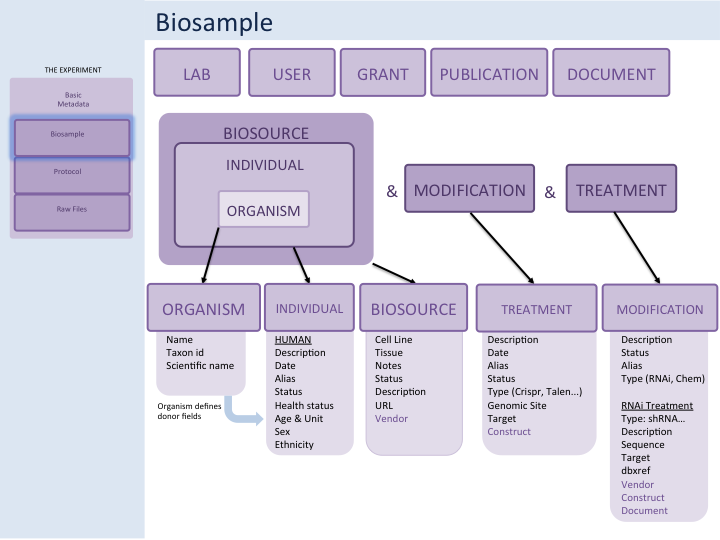 Biosample
THE EXPERIMENT
Basic
Metadata
Biosample
Protocol
Raw Files
LAB
USER
GRANT
PUBLICATION
DOCUMENT
BIOSOURCE
INDIVIDUAL
ORGANISM
&
MODIFICATION
&
TREATMENT
ORGANISM
Name
Taxon id
Scientific name
Organism defines
donor fields
INDIVIDUAL
HUMAN
Description
Date
Alias
Status
Health status
Age & Unit
Sex
Ethnicity
BIOSOURCE
Cell Line
Tissue
Notes
Status
Description
URL
Vendor
TREATMENT
Description
Date
Alias
Status
Type (Crispr, Talen...)
Genomic Site
Target
Construct
MODIFICATION
Description
Status
Alias
Type (RNAi, Chem)
RNAi Treatment
Type: shRNA...
Description
Sequence
Target
dbxref
Vendor
Construct
Document